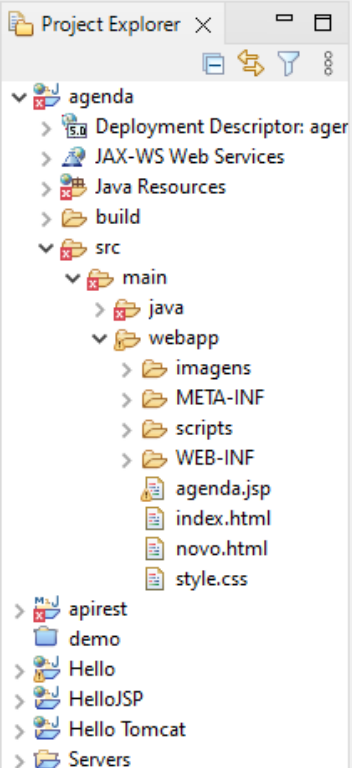 Project Explorer
agenda
5.0 Deployment Descriptor: ager
JAX-WS Web Services
Java Resources
build
src
main
java
webapp
imagens
META-INF
scripts
WEB-INF
agenda.jsp
index.html
novo.html
style.css
apirest
demo
Hello
HelloJSP
Hello Tomcat
Servers